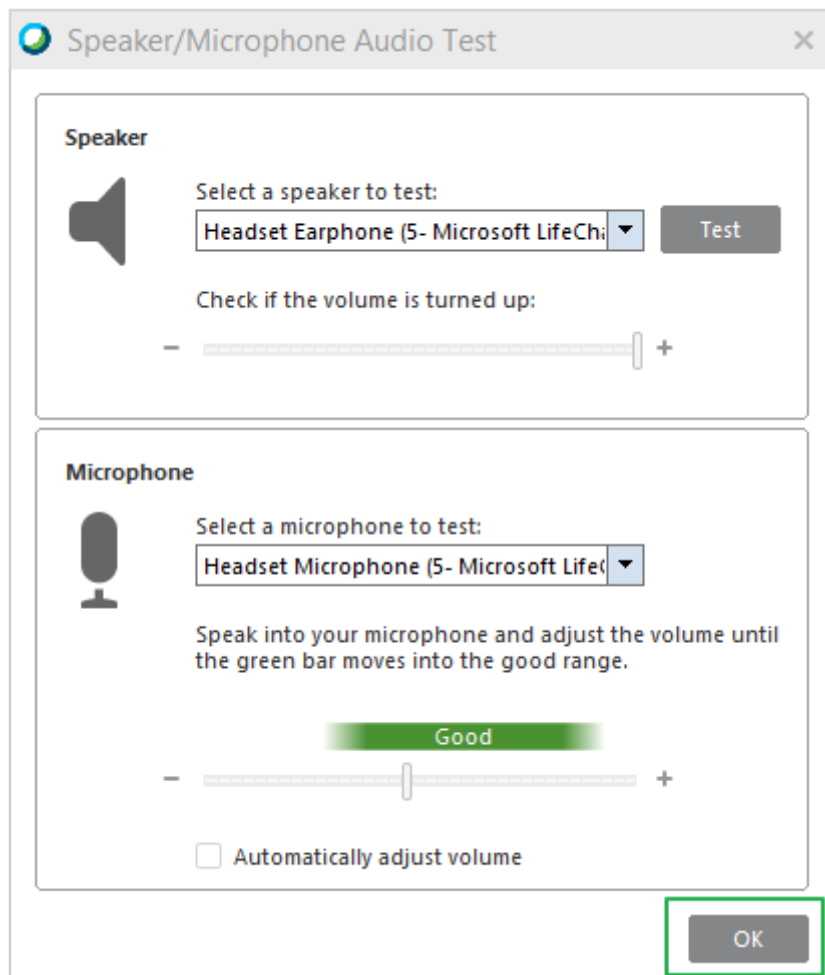 Speaker/Microphone Audio Test
Speaker
Select a speaker to test:
Headset Earphone (5- Microsoft LifeCha
Test
Check if the volume is turned up:
− +
Microphone
Select a microphone to test:
Headset Microphone (5- Microsoft Life(
Speak into your microphone and adjust the volume until
the green bar moves into the good range.
Good
− +
Automatically adjust volume
OK